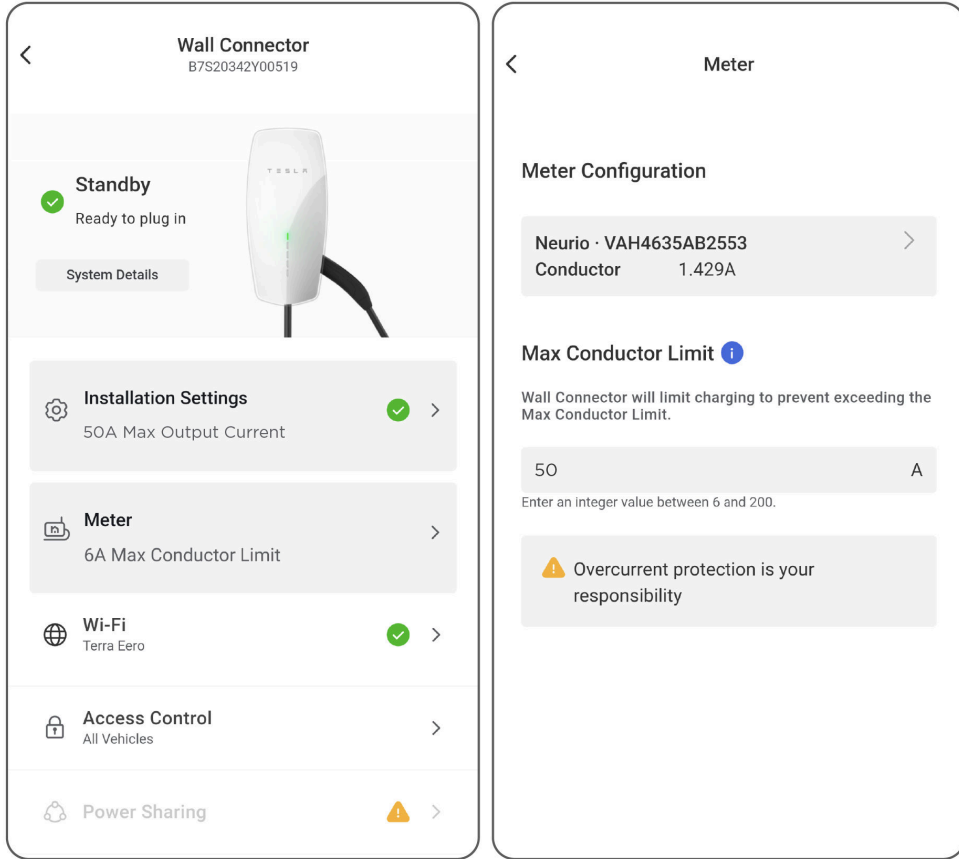 Wall Connector
B7S20342Y00519
TESLA
Standby
Ready to plug in
System Details
Installation Settings
50A Max Output Current
Meter
6A Max Conductor Limit
Wi-Fi
Terra Eero
Access Control
All Vehicles
Power Sharing
Meter
Meter Configuration
Neurio · VAH4635AB2553
Conductor 1.429A
Max Conductor Limit
Wall Connector will limit charging to prevent exceeding the
Max Conductor Limit.
50 A
Enter an integer value between 6 and 200.
Overcurrent protection is your
responsibility